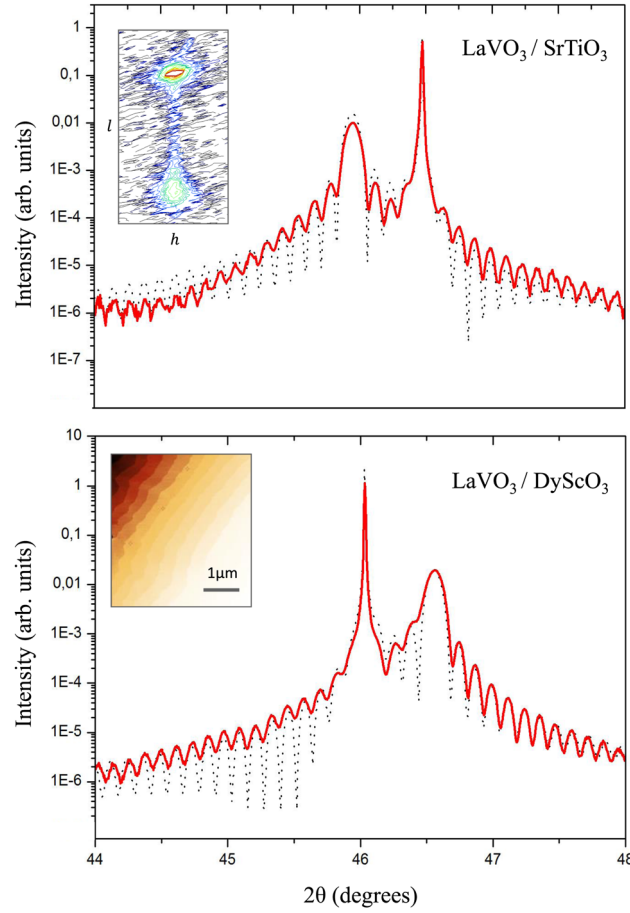 LaVO3 / SrTiO3
Intensity (arb. units)
1
0,1
0,01
1E-3
1E-4
1E-5
1E-6
1E-7
l
h
LaVO3 / DyScO3
Intensity (arb. units)
10
1
0,1
0,01
1E-3
1E-4
1E-5
1E-6
1µm
44
45
46
47
48
2θ (degrees)